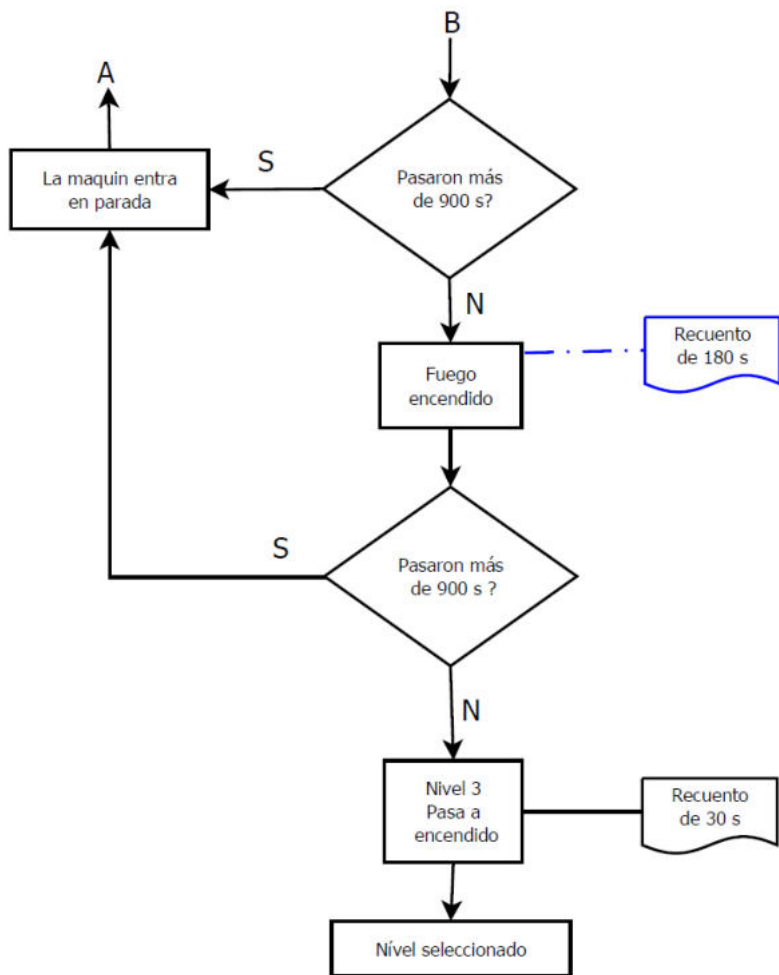 B
A
S
La maquin entra
en parada
Pasaron más
de 900 s?
N
Recuento
de 180 s
Fuego
encendido
S
Pasaron más
de 900 s ?
N
Nivel 3
Pasa a
encendido
Recuento
de 30 s
Nível seleccionado